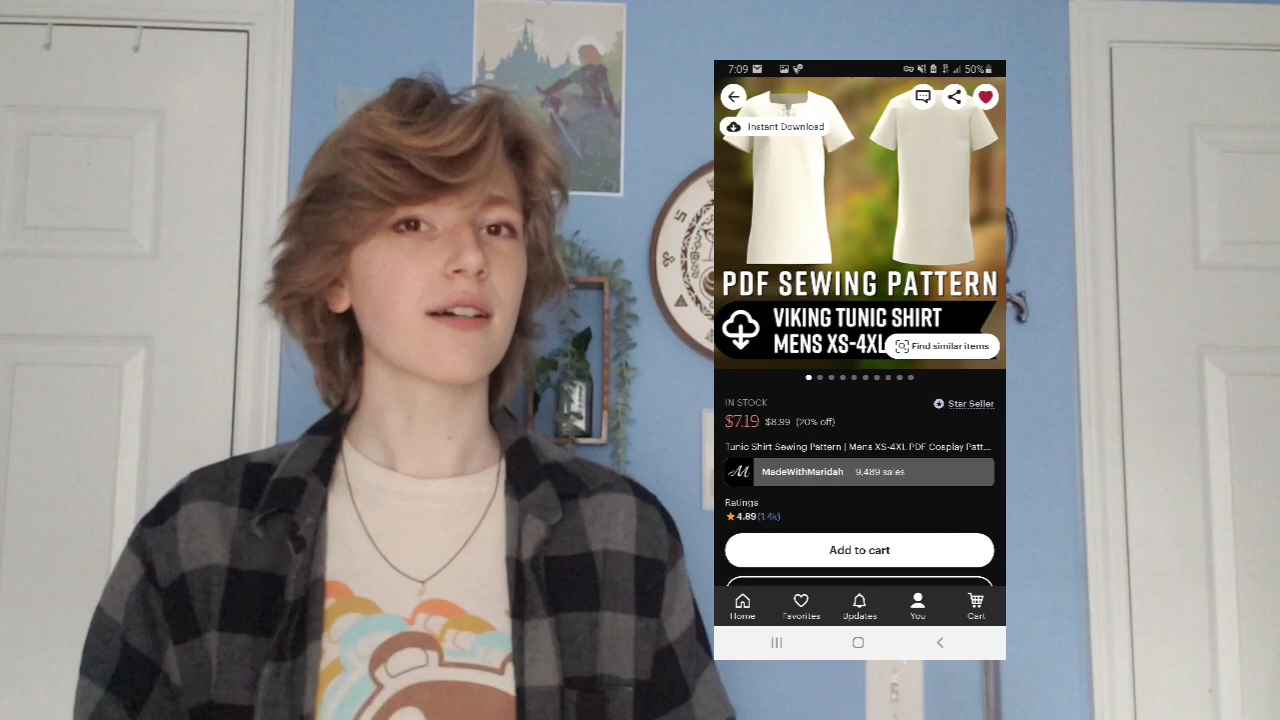 7:09
50%
Instant Download
PDF SEWING PATTERN
VIKING TUNIC SHIRT
MENS XS-4XL
Find similar items
IN STOCK
Star Seller
$7.19 $8.99 (20% off)
Tunic Shirt Sewing Pattern | Mens XS-4XL PDF Cosplay Patt...
M MadeWithMaridah 9,489 sales
Ratings
4.89 (1.4k)
Add to cart
Home Favorites Updates You Cart